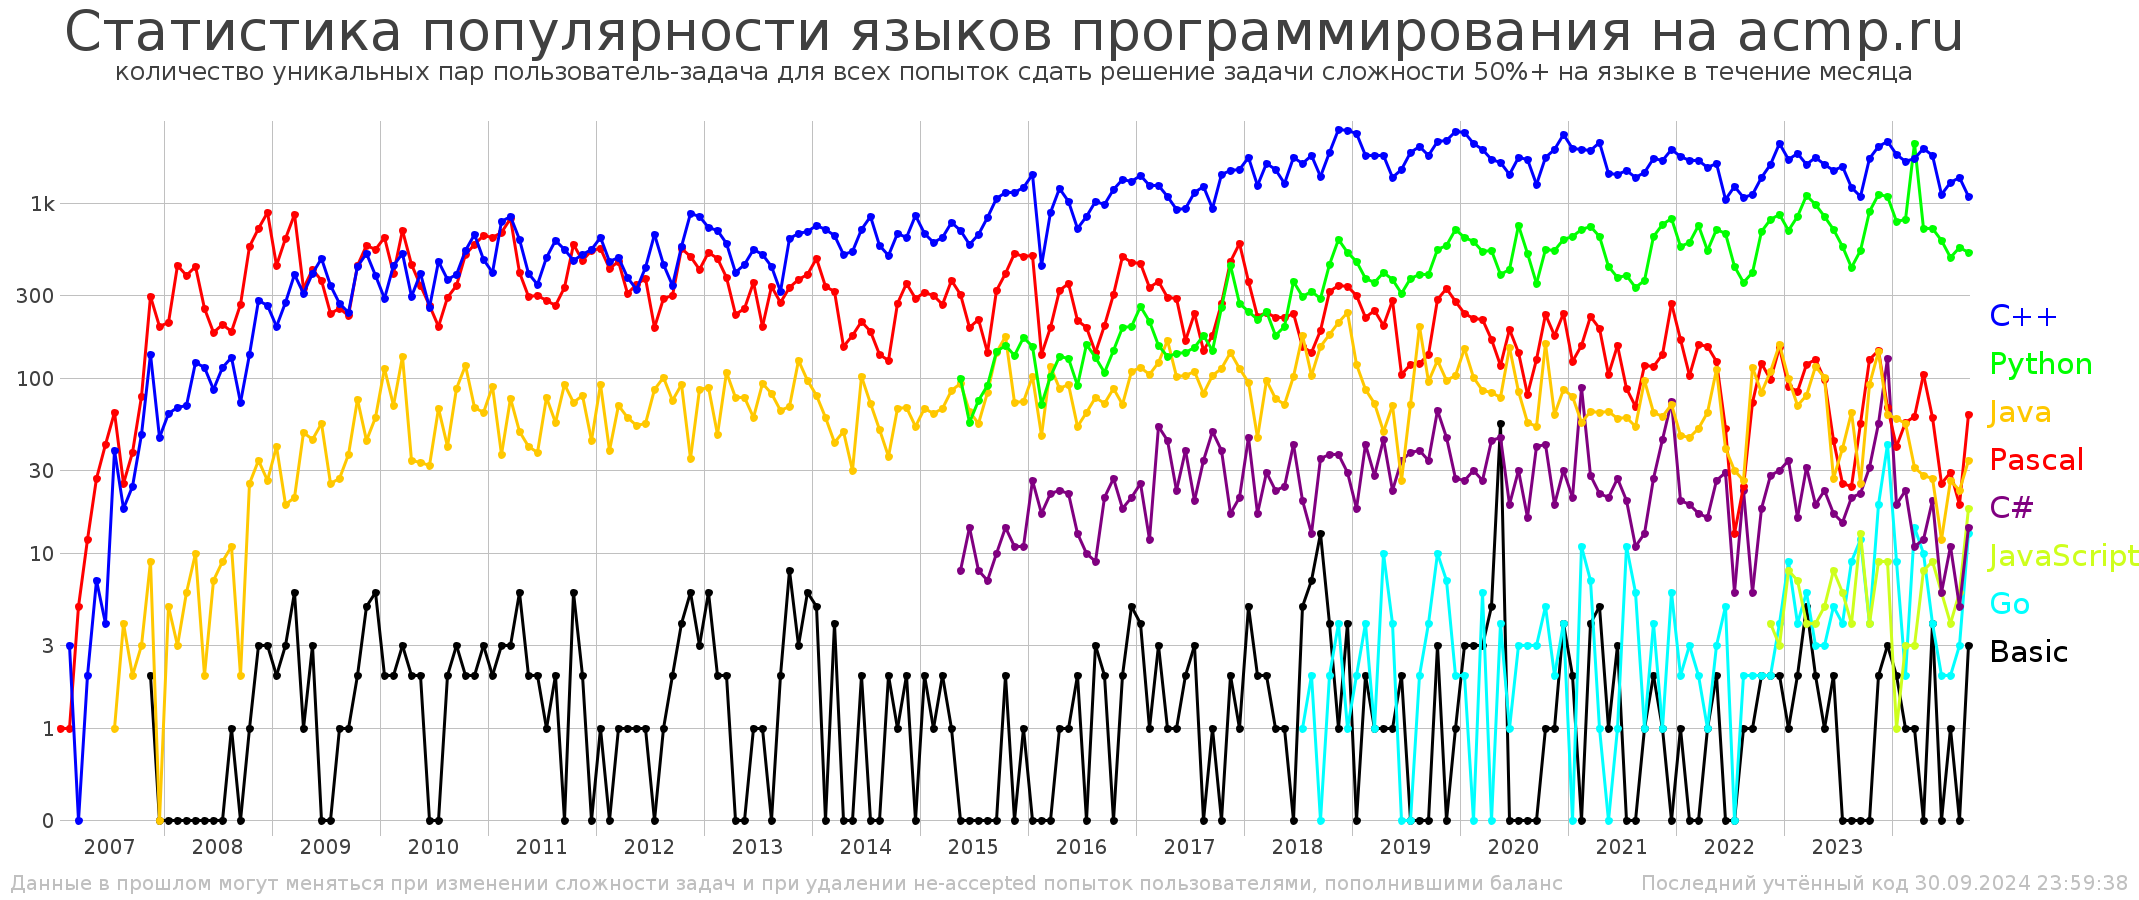 Статистика популярности языков программирования на acmp.ru
количество уникальных пар пользователь-задача для всех попыток сдать решение задачи сложности 50%+ на языке в течение месяца
1k
300
100
30
10
3
1
0
C++
Python
Java
Pascal
C#
JavaScript
Go
Basic
2007 2008 2009 2010 2011 2012 2013 2014 2015 2016 2017 2018 2019 2020 2021 2022 2023
Данные в прошлом могут меняться при изменении сложности задач и при удалении не-accepted попыток пользователями, пополнившими баланс
Последний учтённый код 30.09.2024 23:59:38